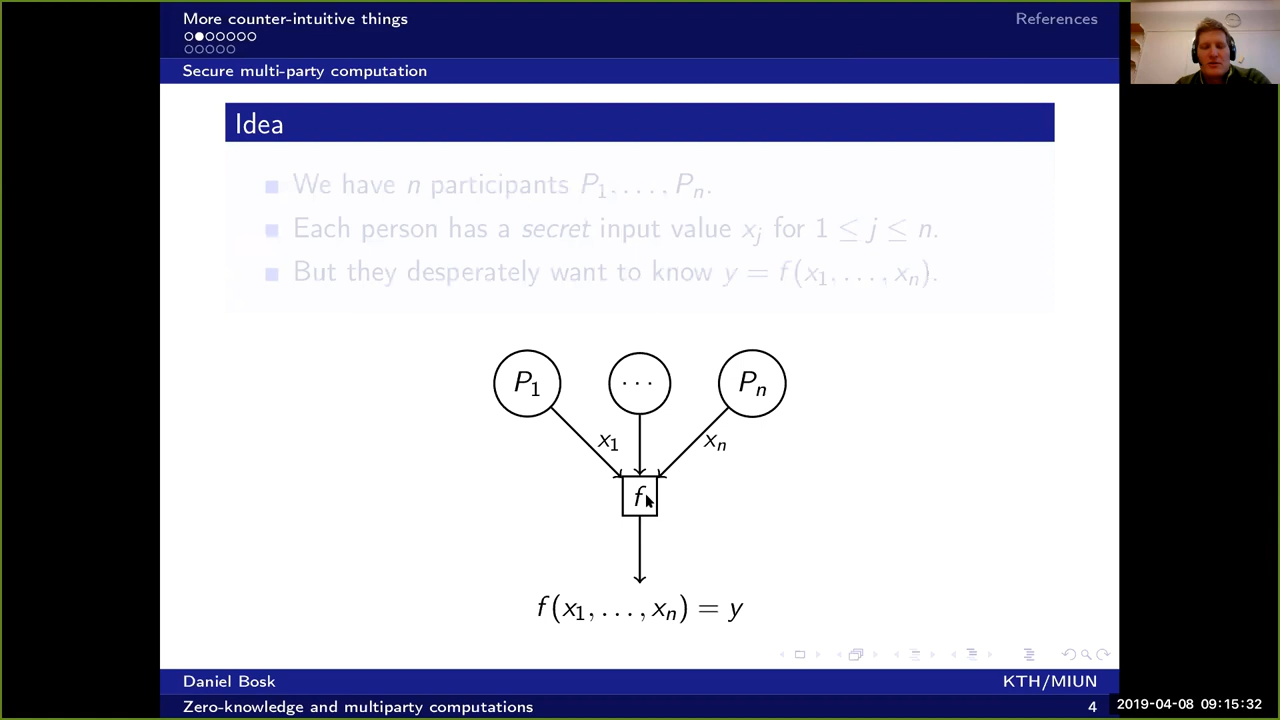 More counter-intuitive things
References
Secure multi-party computation
Idea
We have n participants P1, . . . , Pn.
Each person has a secret input value xj for 1 ≤ j ≤ n.
But they desperately want to know y = f(x1, . . . , xn).
P1 · · · Pn
x1 xn
f
f(x1, . . . , xn) = y
Daniel Bosk KTH/MIUN
Zero-knowledge and multiparty computations 4
2019-04-08 09:15:32